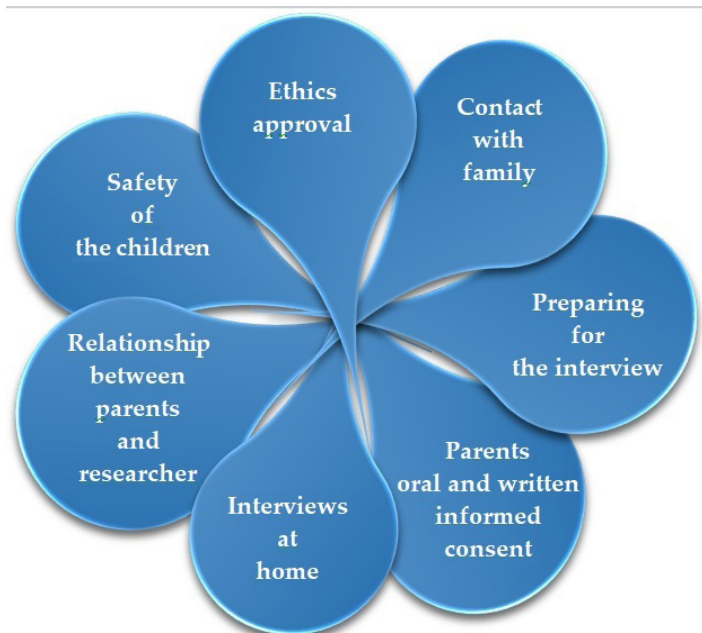 Ethics
approval
Contact
with
family
Preparing
for
the interview
Parents
oral and written
informed
consent
Interviews
at
home
Relationship
between
parents
and
researcher
Safety
of
the children